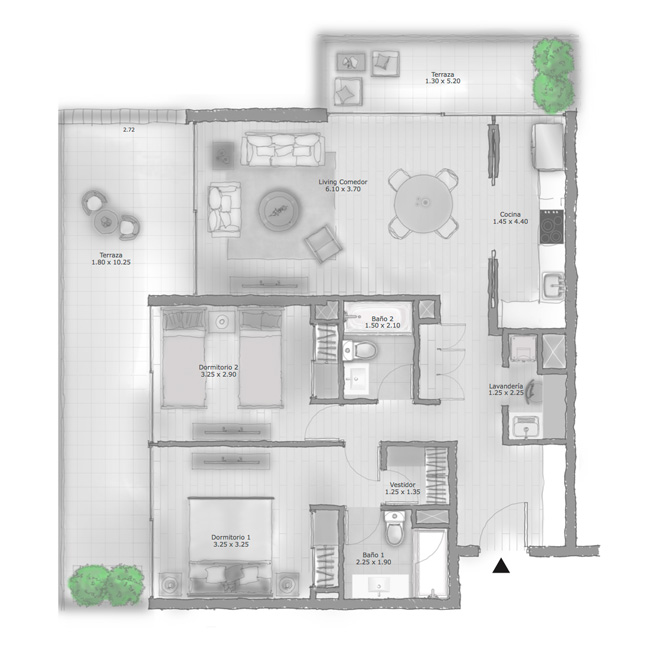 Terraza
1.30 x 5.20
2.72
Living Comedor
6.10 x 3.70
Cocina
1.45 x 4.40
Terraza
1.80 x 10.25
Baño 2
1.50 x 2.10
Dormitorio 2
3.25 x 2.90
Lavandería
1.25 x 2.25
Vestidor
1.25 x 1.35
Dormitorio 1
3.25 x 3.25
Baño 1
2.25 x 1.90